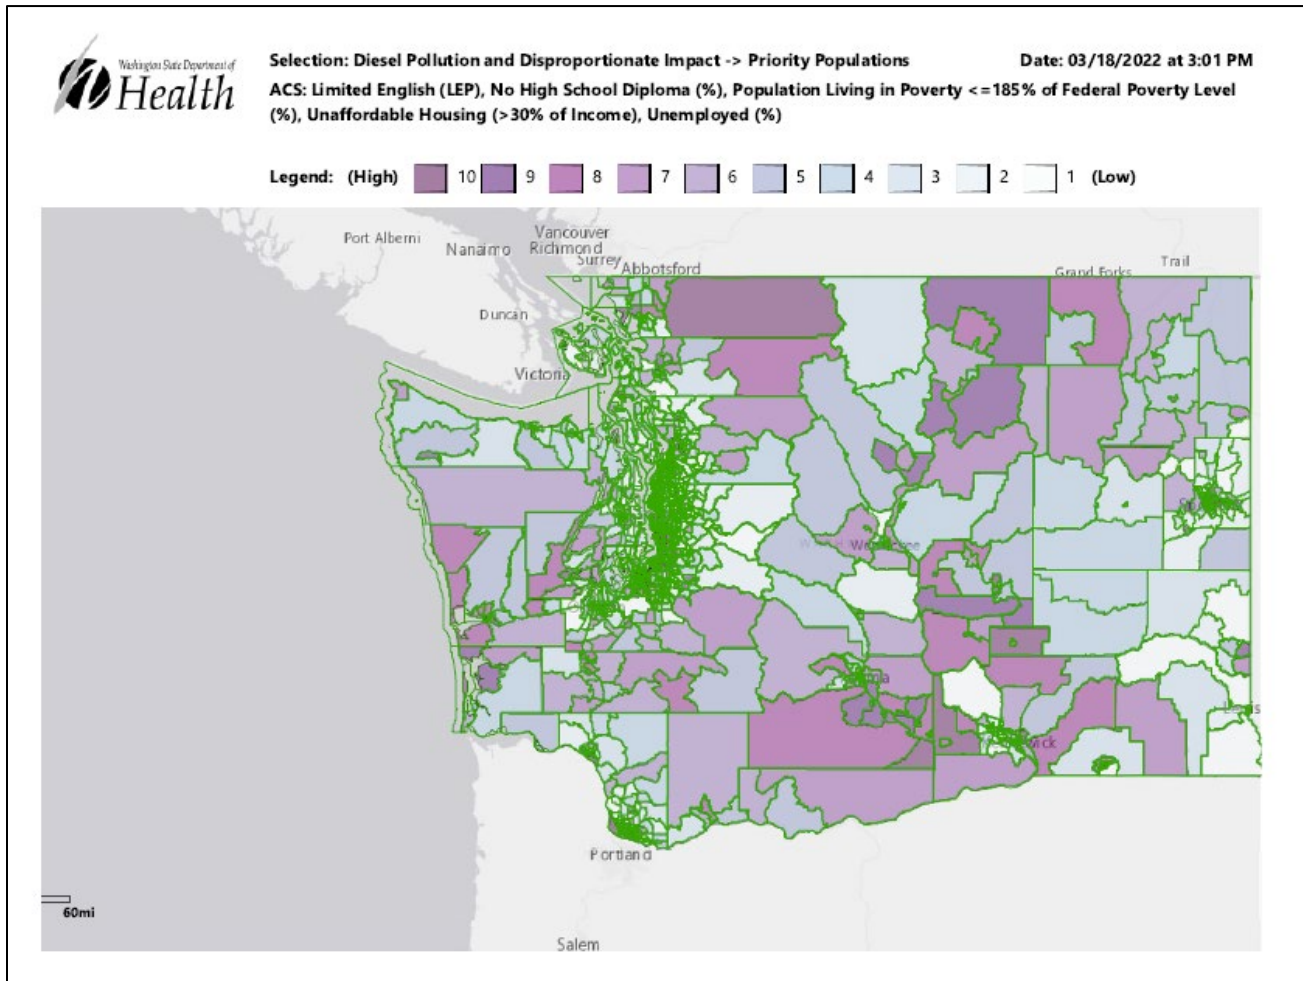 Washington State Department of
Health
Selection: Diesel Pollution and Disproportionate Impact -> Priority Populations
Date: 03/18/2022 at 3:01 PM
ACS: Limited English (LEP), No High School Diploma (%), Population Living in Poverty <=185% of Federal Poverty Level
(%), Unaffordable Housing (>30% of Income), Unemployed (%)
Legend: (High) 10 9 8 7 6 5 4 3 2 1 (Low)
Port Alberni
Nanaimo
Vancouver
Richmond
Surrey
Abbotsford
Grand Forks
Trail
Duncan
Victoria
Portland
60mi
Salem